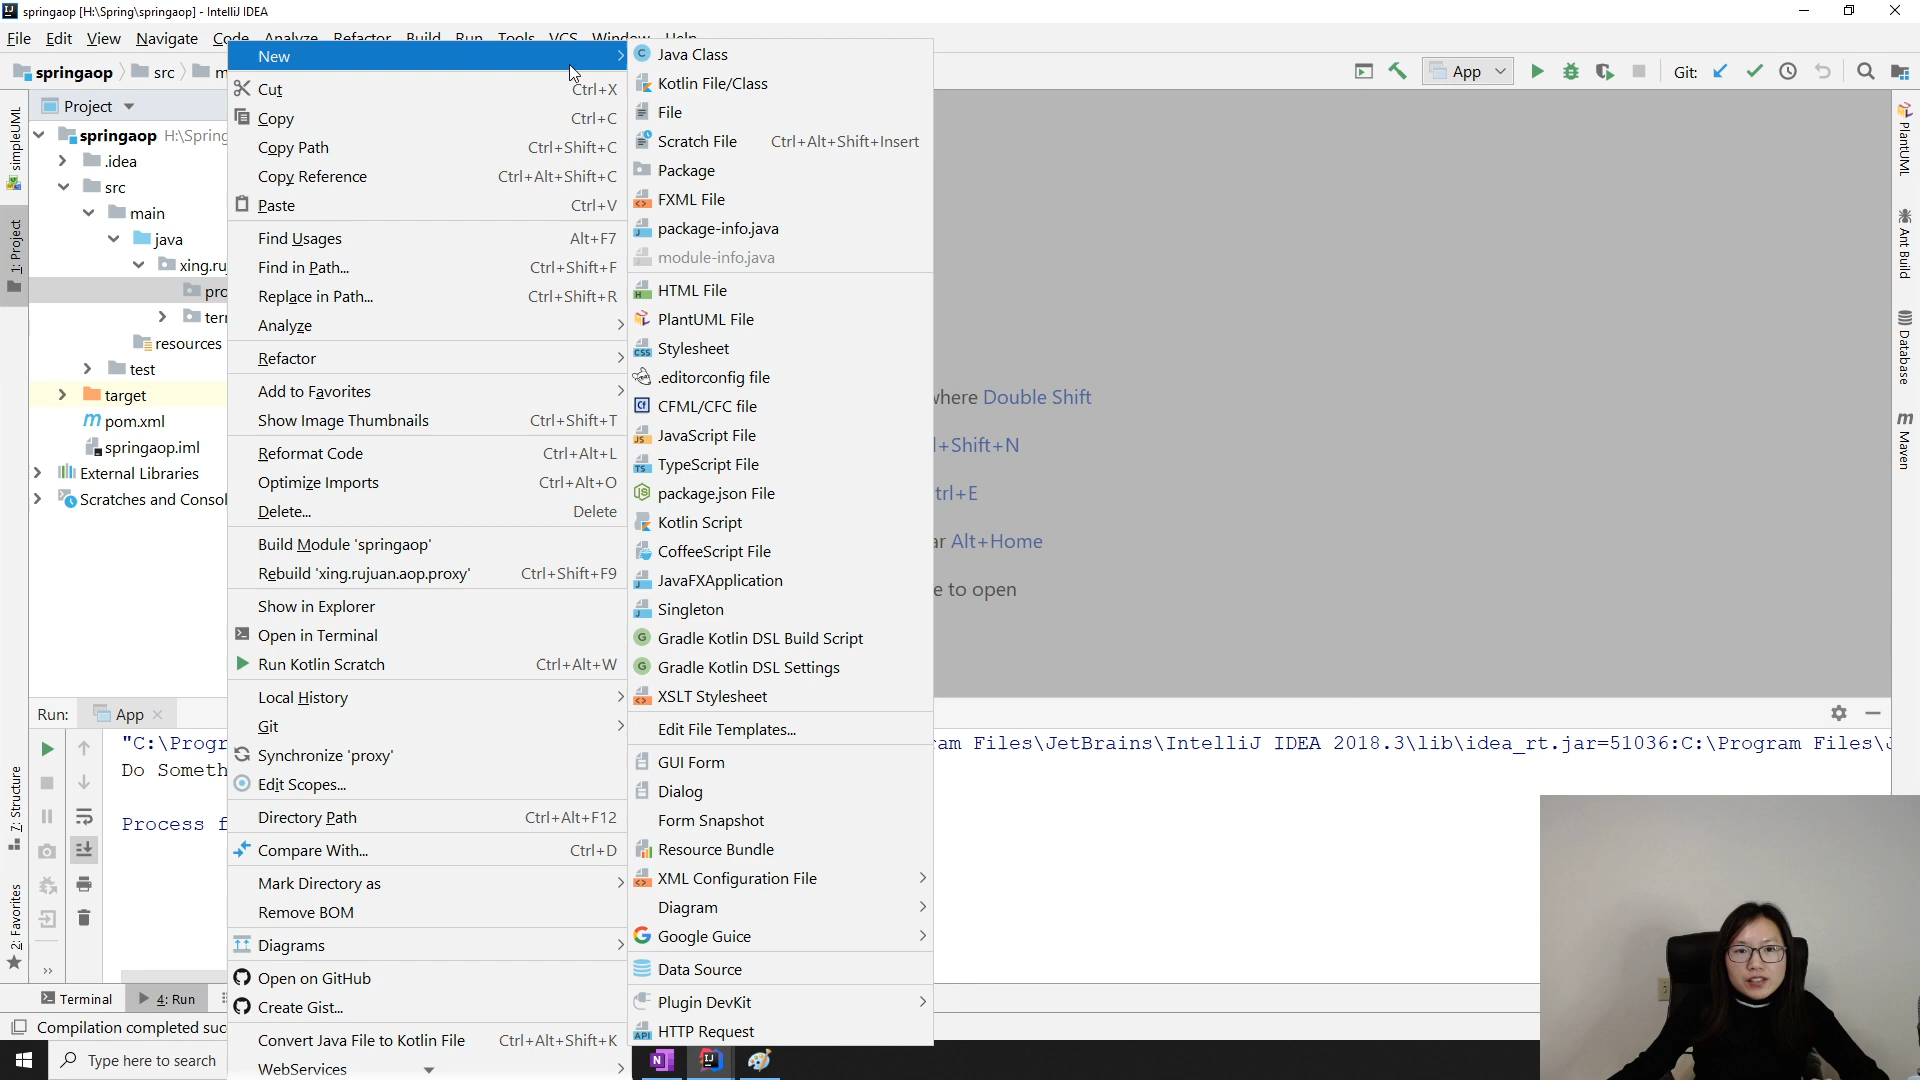 springaop [H:\Spring\springaop] - IntelliJ IDEA
File Edit View Navigate Code Analyze Refactor Build Run Tools VCS Window Help
springaop src
App
Git:
Project
springaop H:\Spring
.idea
src
main
java
xing.ru
pro
resources
test
target
pom.xml
springaop.iml
External Libraries
Scratches and Consol
simpleUML
1: Project
7: Structure
2: Favorites
New
Cut Ctrl+X
Copy Ctrl+C
Copy Path Ctrl+Shift+C
Copy Reference Ctrl+Alt+Shift+C
Paste Ctrl+V
Find Usages Alt+F7
Find in Path... Ctrl+Shift+F
Replace in Path... Ctrl+Shift+R
Analyze
Refactor
Add to Favorites
Show Image Thumbnails Ctrl+Shift+T
Reformat Code Ctrl+Alt+L
Optimize Imports Ctrl+Alt+O
Delete... Delete
Build Module 'springaop'
Rebuild 'xing.rujuan.aop.proxy' Ctrl+Shift+F9
Show in Explorer
Open in Terminal
Run Kotlin Scratch Ctrl+Alt+W
Local History
Git
Synchronize 'proxy'
Edit Scopes...
Directory Path Ctrl+Alt+F12
Compare With... Ctrl+D
Mark Directory as
Remove BOM
Diagrams
Open on GitHub
Create Gist...
Convert Java File to Kotlin File Ctrl+Alt+Shift+K
WebServices
Java Class
Kotlin File/Class
File
Scratch File Ctrl+Alt+Shift+Insert
Package
FXML File
package-info.java
module-info.java
HTML File
PlantUML File
Stylesheet
.editorconfig file
CFML/CFC file
JavaScript File
TypeScript File
package.json File
Kotlin Script
CoffeeScript File
JavaFXApplication
Singleton
Gradle Kotlin DSL Build Script
Gradle Kotlin DSL Settings
XSLT Stylesheet
Edit File Templates...
GUI Form
Dialog
Form Snapshot
Resource Bundle
XML Configuration File
Diagram
Google Guice
Data Source
Plugin DevKit
HTTP Request
where Double Shift
l+Shift+N
trl+E
ar Alt+Home
e to open
PlantUML
Ant Build
Database
Maven
Run: App
"C:\Progr
am Files\JetBrains\IntelliJ IDEA 2018.3\lib\idea_rt.jar=51036:C:\Program Files\J
Do Someth
Process f
Terminal 4: Run
Compilation completed suc
Type here to search